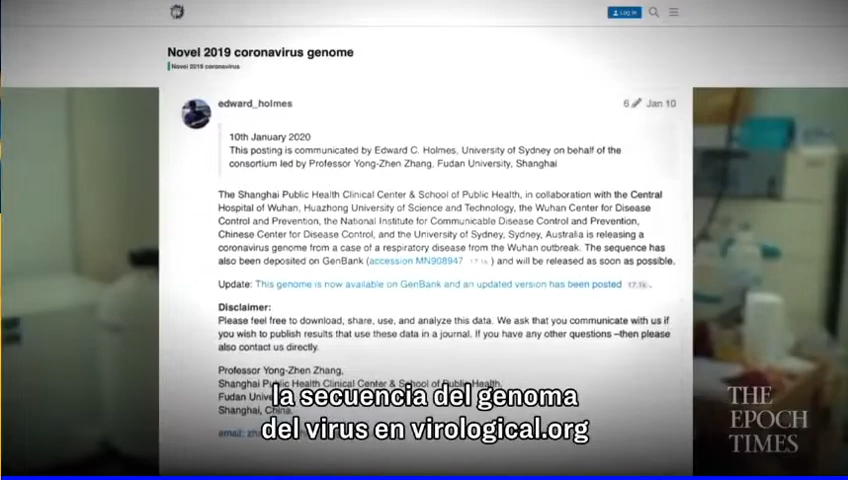 Log In
Novel 2019 coronavirus genome
Novel 2019 coronavirus
edward_holmes
6 Jan 10
10th January 2020
This posting is communicated by Edward C. Holmes, University of Sydney on behalf of the
consortium led by Professor Yong-Zhen Zhang, Fudan University, Shanghai
The Shanghai Public Health Clinical Center & School of Public Health, in collaboration with the Central
Hospital of Wuhan, Huazhong University of Science and Technology, the Wuhan Center for Disease
Control and Prevention, the National Institute for Communicable Disease Control and Prevention,
Chinese Center for Disease Control, and the University of Sydney, Sydney, Australia is releasing a
coronavirus genome from a case of a respiratory disease from the Wuhan outbreak. The sequence has
also been deposited on GenBank (accession MN908947 17.1k ) and will be released as soon as possible.
Update: This genome is now available on GenBank and an updated version has been posted 17.1k .
Disclaimer:
Please feel free to download, share, use, and analyze this data. We ask that you communicate with us if
you wish to publish results that use these data in a journal. If you have any other questions –then please
also contact us directly.
Professor Yong-Zhen Zhang,
Shanghai Public Health Clinical Center & School of Public Health,
Fudan
Shanghai, China.
email:
la secuencia del genoma
del virus en virological.org
THE
EPOCH
TIMES